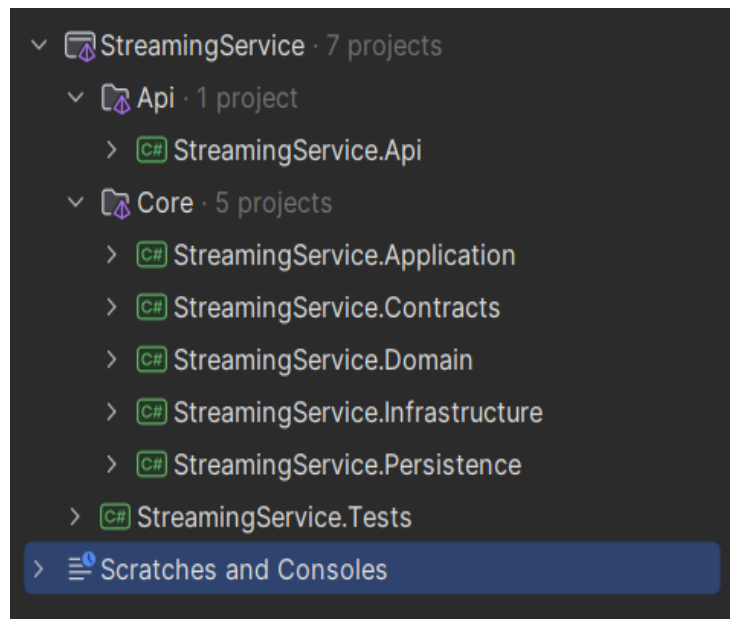 StreamingService · 7 projects
Api · 1 project
C# StreamingService.Api
Core · 5 projects
C# StreamingService.Application
C# StreamingService.Contracts
C# StreamingService.Domain
C# StreamingService.Infrastructure
C# StreamingService.Persistence
C# StreamingService.Tests
Scratches and Consoles